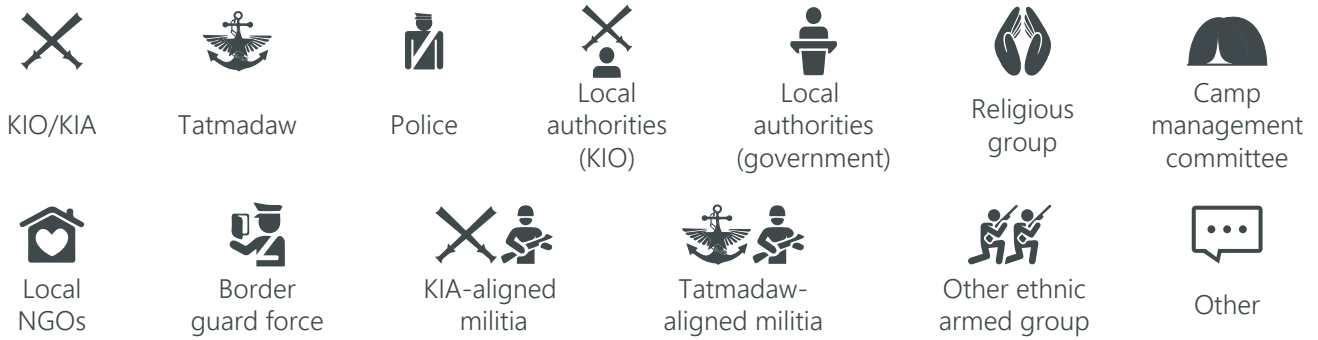 KIO/KIA
Tatmadaw
Police
Local
authorities
(KIO)
Local
authorities
(government)
Religious
group
Camp
management
committee
Local
NGOs
Border
guard force
KIA-aligned
militia
Tatmadaw-
aligned militia
Other ethnic
armed group
Other